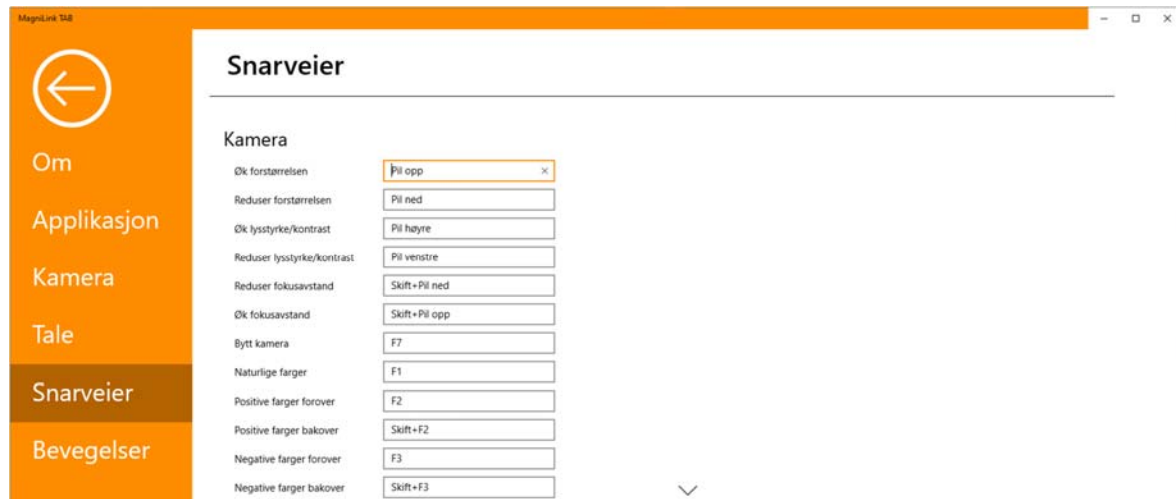 MagniLink TAB
Snarveier
Om
Applikasjon
Kamera
Tale
Snarveier
Bevegelser
Kamera
Øk forstørrelsen Pil opp
Reduser forstørrelsen Pil ned
Øk lysstyrke/kontrast Pil høyre
Reduser lysstyrke/kontrast Pil venstre
Reduser fokusavstand Skift+Pil ned
Øk fokusavstand Skift+Pil opp
Bytt kamera F7
Naturlige farger F1
Positive farger forover F2
Positive farger bakover Skift+F2
Negative farger forover F3
Negative farger bakover Skift+F3